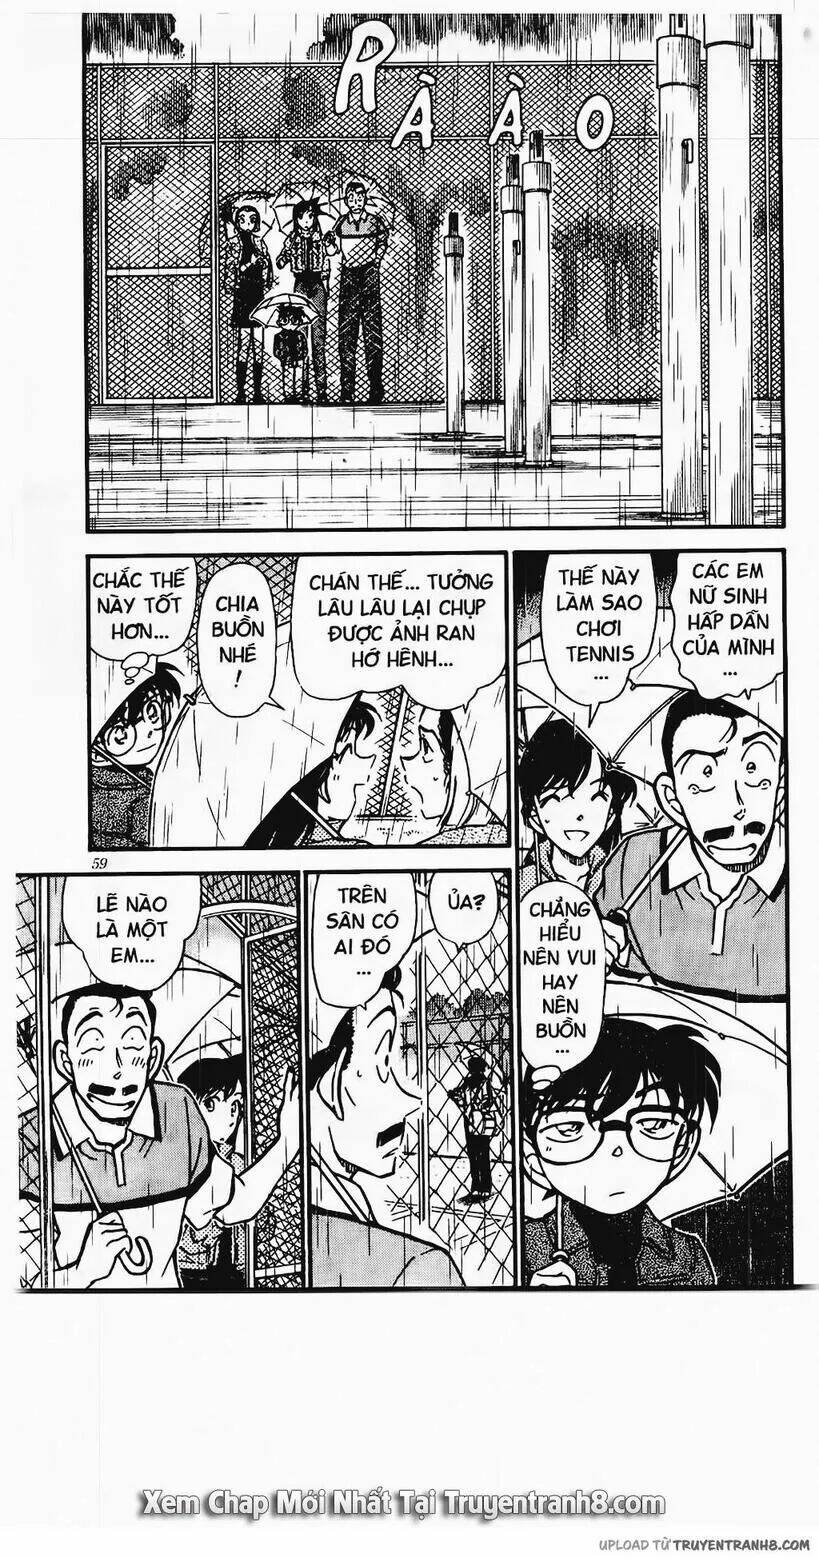 RÀÀO
CÁC EM
NỮ SINH
HẤP DẪN
CỦA MÌNH
...
THẾ NÀY
LÀM SAO
CHƠI
TENNIS
...
CHÁN THẾ... TƯỞNG
LÂU LÂU LẠI CHỤP
ĐƯỢC ẢNH RAN
HỚ HÊNH...
CHIA
BUỒN
NHÉ
!
CHẮC THẾ
NÀY TỐT
HƠN...
59
CHẲNG
HIỂU
NÊN VUI
HAY
NÊN
BUỒN
...
ỦA?
TRÊN
SÂN CÓ
AI ĐÓ
...
LẼ NÀO
LÀ MỘT
EM...
Xem Chap Mới Nhất Tại Truyentranh8.com
UPLOAD TỪ TRUYENTRANH8.COM